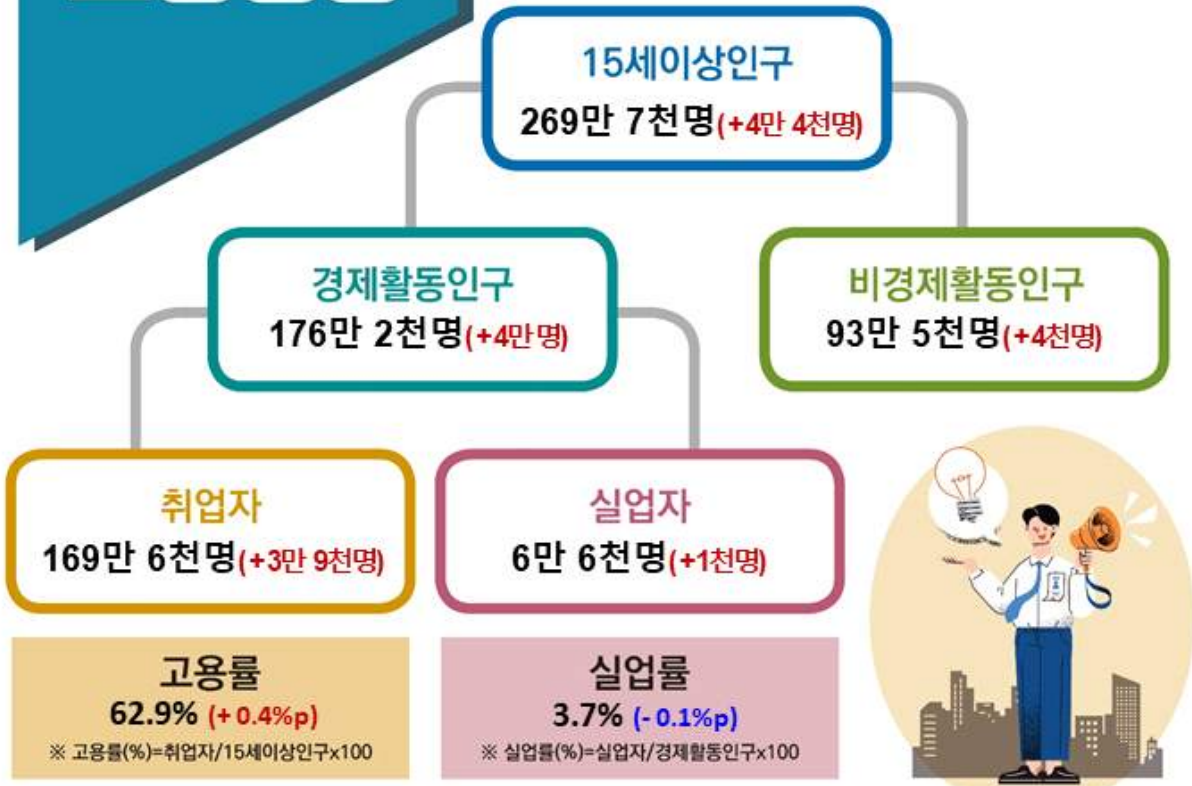 15세이상인구
269만 7천명(+4만 4천명)
경제활동인구
176만 2천명(+4만 명)
비경제활동인구
93만 5천명(+4천명)
취업자
169만 6천명(+3만 9천명)
실업자
6만 6천명(+1천명)
고용률
62.9% (+ 0.4%p)
※ 고용률(%)=취업자/15세이상인구x100
실업률
3.7% (- 0.1%p)
※ 실업률(%)=실업자/경제활동인구x100